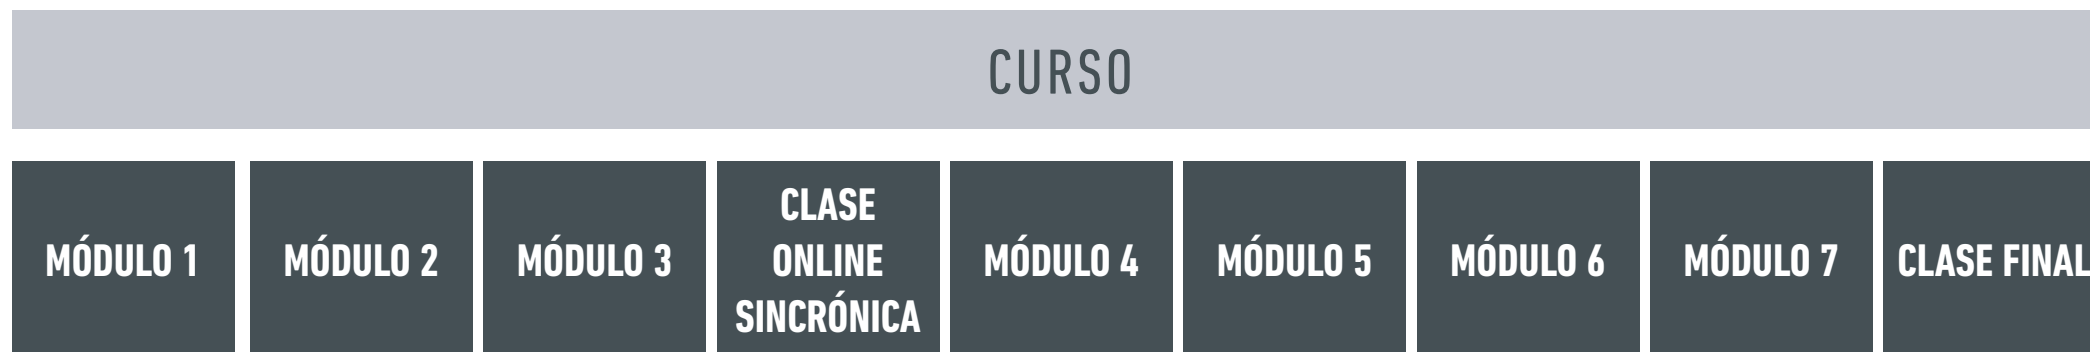 CURSO
MÓDULO 1
MÓDULO 2
MÓDULO 3
CLASE
ONLINE
SINCRÓNICA
MÓDULO 4
MÓDULO 5
MÓDULO 6
MÓDULO 7
CLASE FINAL